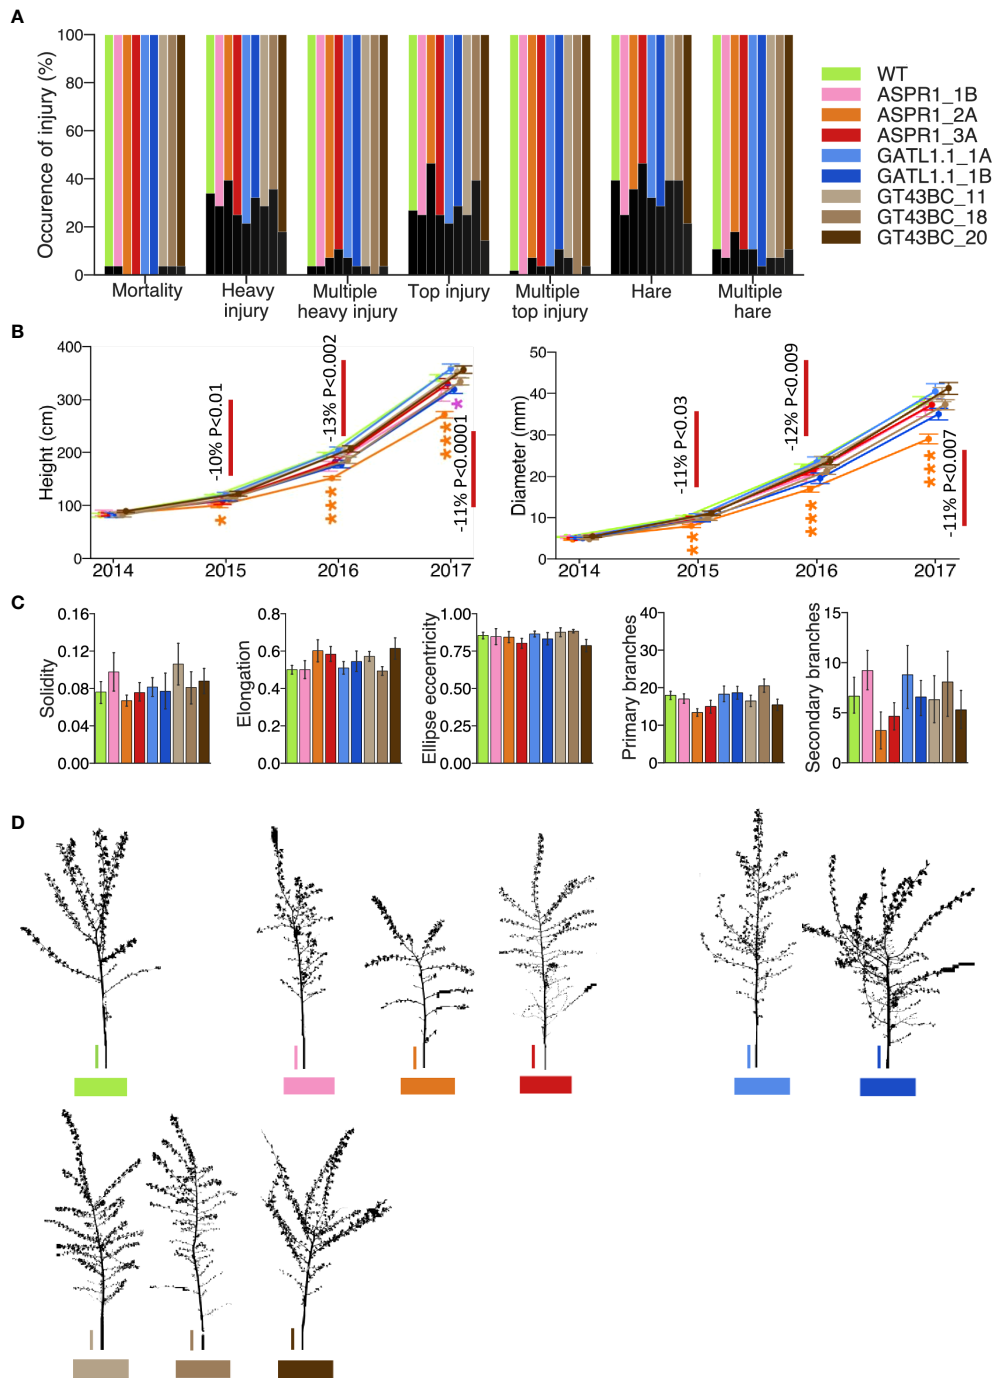 A
Occurence of injury (%)
100
80
60
40
20
0
Mortality
Heavy
injury
Multiple
heavy injury
Top injury
Multiple
top injury
Hare
Multiple
hare
WT
ASPR1_1B
ASPR1_2A
ASPR1_3A
GATL1.1_1A
GATL1.1_1B
GT43BC_11
GT43BC_18
GT43BC_20
B
Height (cm)
400
300
200
100
0
2014
2015
2016
2017
-10% P<0.01
-13% P<0.002
-11% P<0.0001
*
***
***
*
Diameter (mm)
50
40
30
20
10
0
2014
2015
2016
2017
-11% P<0.03
-12% P<0.009
-11% P<0.007
**
***
***
C
Solidity
0.16
0.12
0.08
0.04
0.00
Elongation
0.8
0.6
0.4
0.2
0.0
Ellipse eccentricity
1.00
0.75
0.50
0.25
0.00
Primary branches
40
30
20
10
0
Secondary branches
15
10
5
0
D